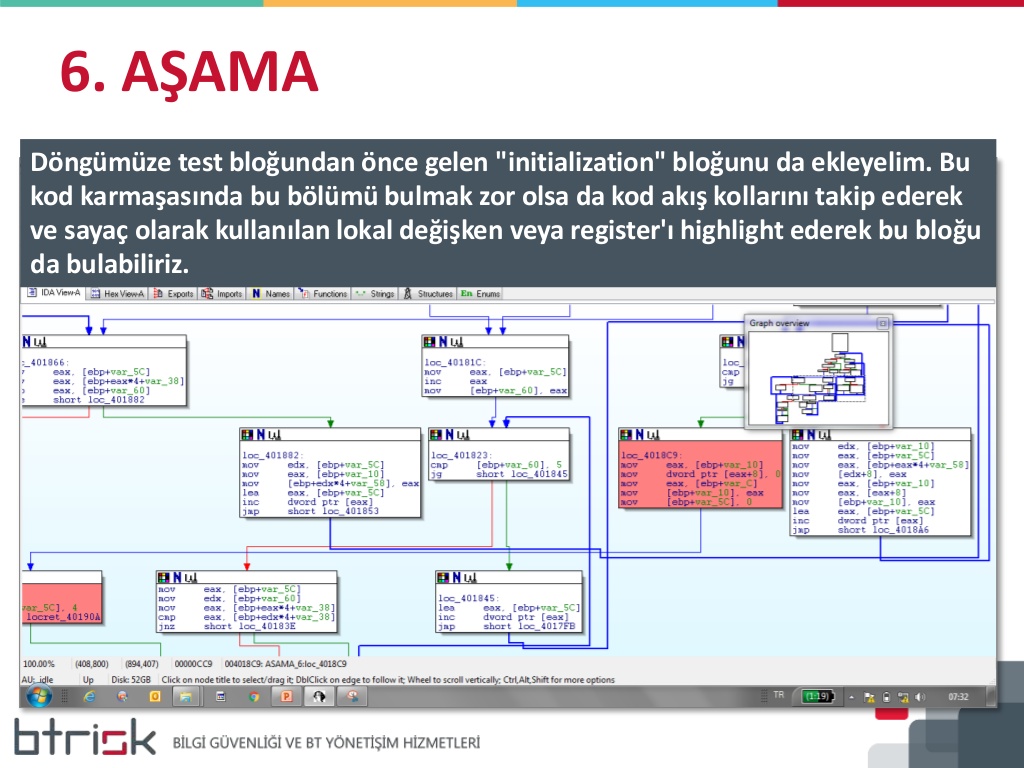 6. AŞAMA
Döngümüze test bloğundan önce gelen "initialization" bloğunu da ekleyelim. Bu
kod karmaşasında bu bölümü bulmak zor olsa da kod akış kollarını takip ederek
ve sayaç olarak kullanılan lokal değişken veya register'ı highlight ederek bu bloğu
da bulabiliriz.
IDA View-A Hex View-A Exports Imports N Names Functions Strings Structures En Enums
Graph overview
loc_401866:
eax, [ebp+var_5C]
eax, [ebp+eax*4+var_38]
eax, [ebp+var_60]
short loc_401882
loc_40181C:
mov eax, [ebp+var_5C]
inc eax
mov [ebp+var_60], eax
loc_
cmp
jg
loc_401882:
mov edx, [ebp+var_5C]
mov eax, [ebp+var_10]
mov [ebp+edx*4+var_58], eax
lea eax, [ebp+var_5C]
inc dword ptr [eax]
jmp short loc_401853
loc_401823:
cmp [ebp+var_60], 5
jg short loc_401845
loc_4018C9:
mov eax, [ebp+var_10]
mov dword ptr [eax+8], 0
mov eax, [ebp+var_C]
mov [ebp+var_10], eax
mov [ebp+var_5C], 0
mov edx, [ebp+var_10]
mov eax, [ebp+var_5C]
mov eax, [ebp+eax*4+var_58]
mov [edx+8], eax
mov eax, [ebp+var_10]
mov eax, [eax+8]
mov [ebp+var_10], eax
lea eax, [ebp+var_5C]
inc dword ptr [eax]
jmp short loc_4018A6
var_5C], 4
locret_40190A
mov eax, [ebp+var_5C]
mov edx, [ebp+var_60]
mov eax, [ebp+eax*4+var_38]
cmp eax, [ebp+edx*4+var_38]
jnz short loc_40183E
loc_401845:
lea eax, [ebp+var_5C]
inc dword ptr [eax]
jmp short loc_4017FB
100.00% (408,800) (894,407) 00000CC9 004018C9: ASAMA_6:loc_4018C9
AU: idle Up Disk: 52GB Click on node title to select/drag it; DblClick on edge to follow it; Wheel to scroll vertically; Ctrl,Alt,Shift for more options
TR (1:19) 07:32
btrisk BİLGİ GÜVENLİĞİ VE BT YÖNETİŞİM HİZMETLERİ